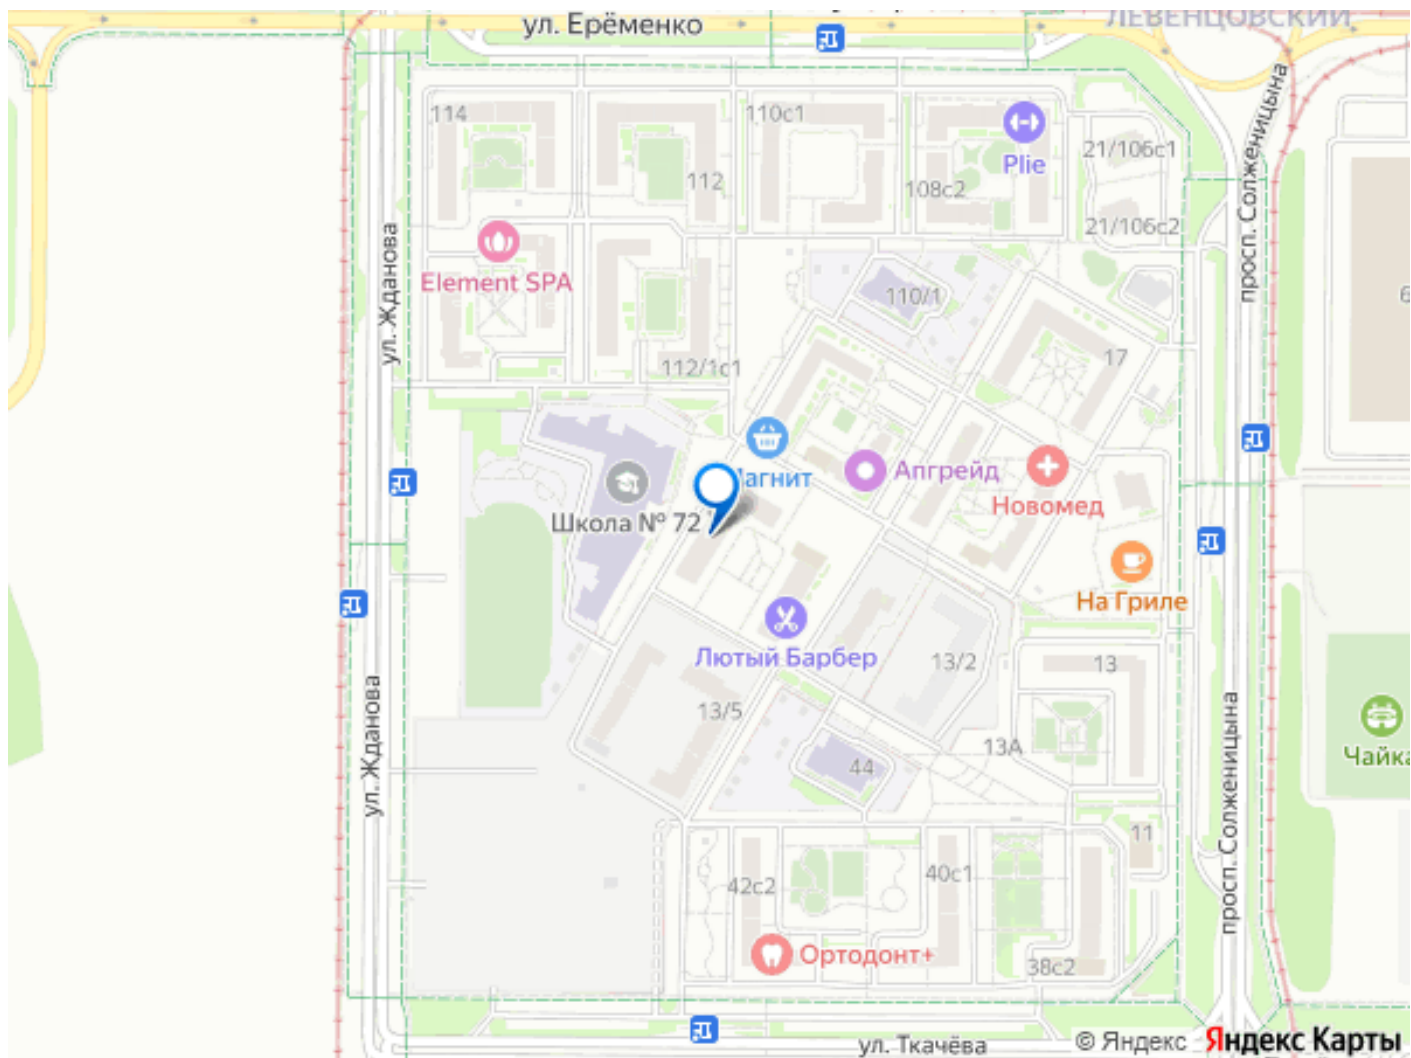 ЛЕВЕНЦОВСКИЙ
ул. Ерёменко
114
110с1
Plie
21/106с1
112
108с2
21/106с2
просп. Солженицына
ул. Жданова
Element SPA
110/1
6
112/1с1
17
Магнит
Апгрейд
Новомед
Школа № 72
На Гриле
Лютый Барбер
13/2
13
13/5
13А
ул. Жданова
просп. Солженицына
Чайка
44
11
42с2
40с1
Ортодонт+
38с2
ул. Ткачёва
© Яндекс Яндекс Карты